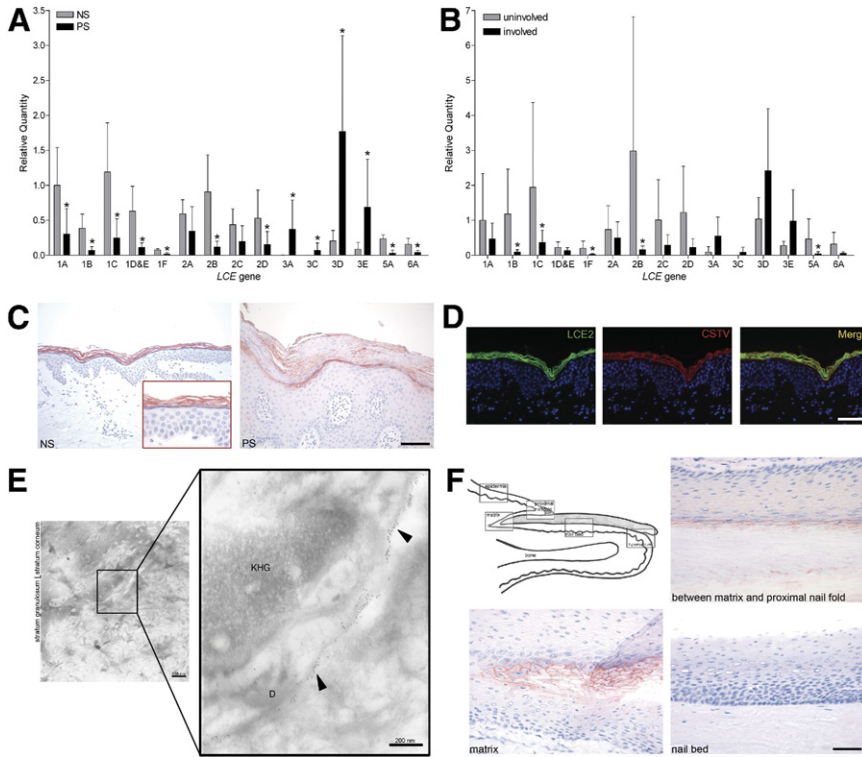 A
NS
PS
Relative Quantity
3.5
3.0
2.5
2.0
1.5
1.0
0.5
0.0
* * * * * * * * * * * * *
1A 1B 1C 1D&E 1F 2A 2B 2C 2D 3A 3C 3D 3E 5A 6A
LCE gene
B
uninvolved
involved
Relative Quantity
8
7
6
5
4
3
2
1
0
* * * * *
1A 1B 1C 1D&E 1F 2A 2B 2C 2D 3A 3C 3D 3E 5A 6A
LCE gene
C
NS
PS
D
LCE2
CSTV
Merg
E
stratum granulosum [ stratum corneum
KHG
D
200 nm
F
epidermis
proximal
matrix
nail bed
bone
between matrix and proximal nail fold
matrix
nail bed